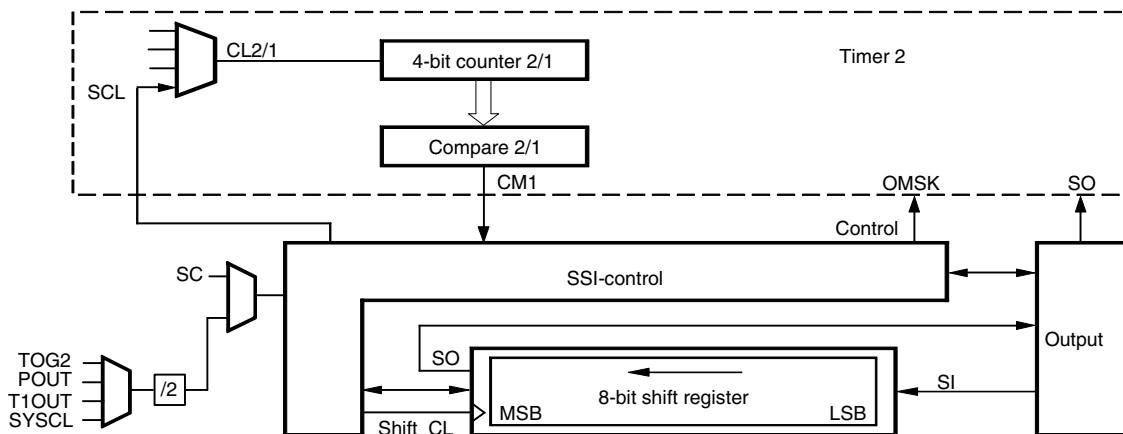 Timer 2
CL2/1
4-bit counter 2/1
SCL
Compare 2/1
CM1
OMSK
SO
Control
SC
SSI-control
TOG2
POUT
T1OUT
SYSCL
/2
SO
Output
8-bit shift register
SI
MSB
LSB
Shift_CL